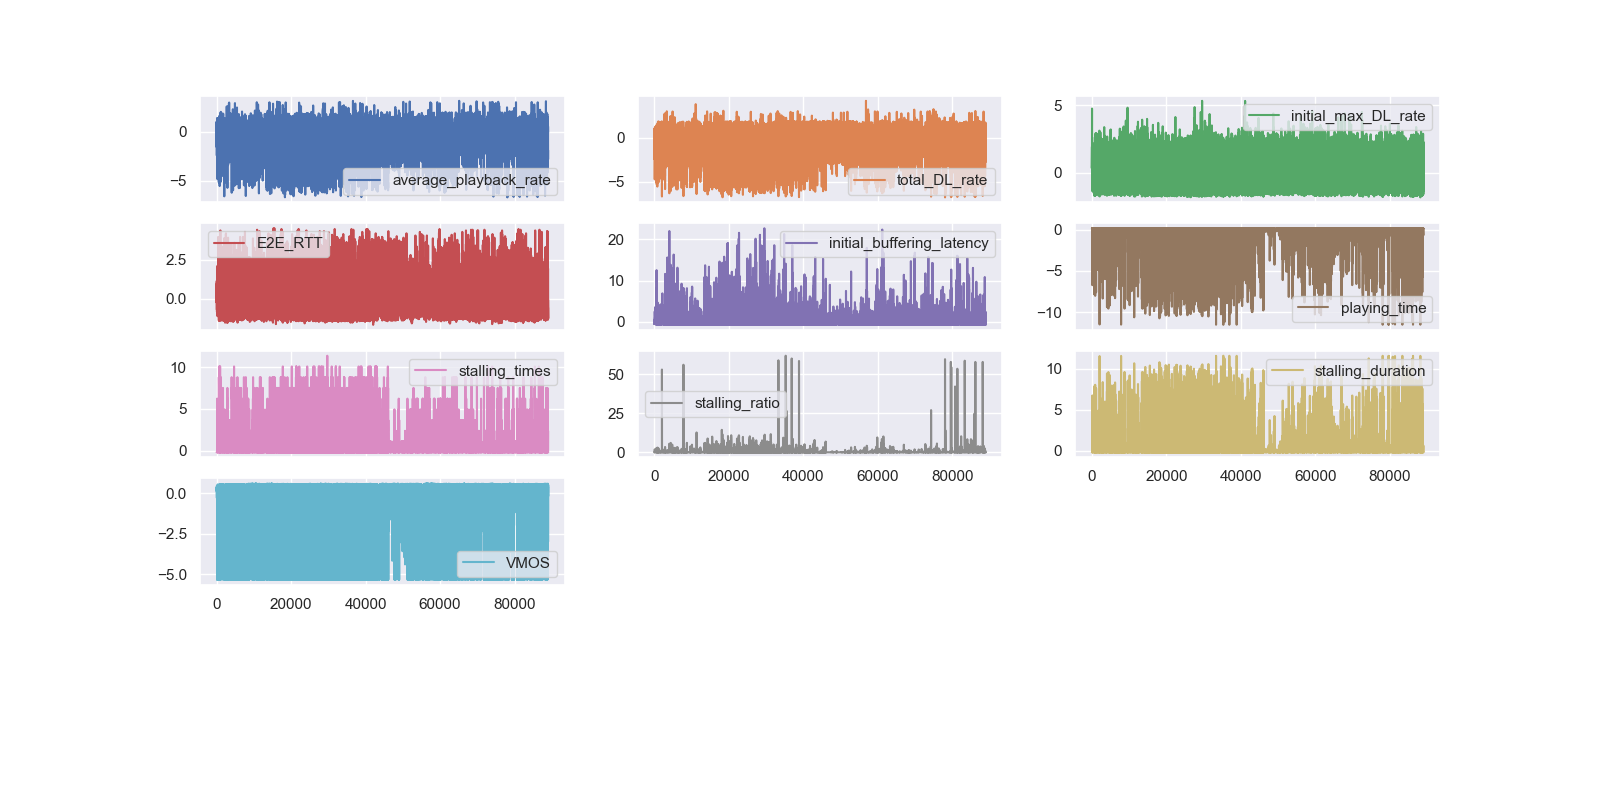 0
−5
average_playback_rate
0
−5
total_DL_rate
5
0
initial_max_DL_rate
2.5
0.0
E2E_RTT
20
10
0
initial_buffering_latency
0
−5
−10
playing_time
10
5
0
stalling_times
50
25
0
stalling_ratio
0 20000 40000 60000 80000
10
5
0
stalling_duration
0 20000 40000 60000 80000
0.0
−2.5
−5.0
VMOS
0 20000 40000 60000 80000